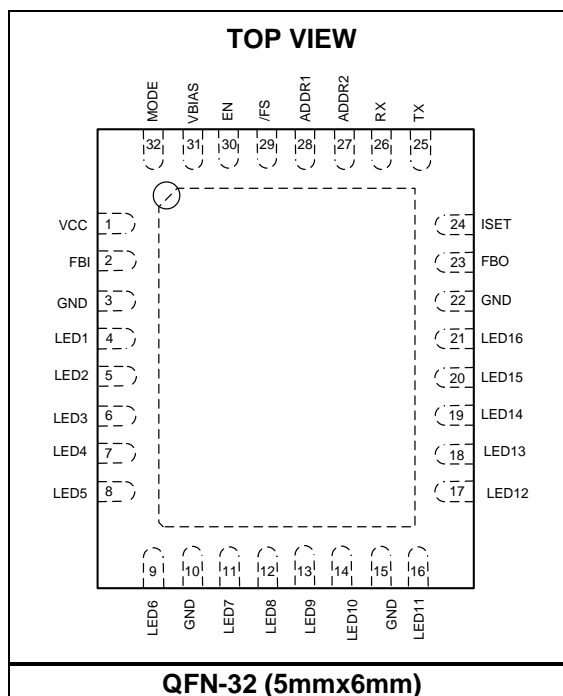 TOP VIEW
MODE VBIAS EN /FS ADDR1 ADDR2 RX TX
32 31 30 29 28 27 26 25
VCC 1 24 ISET
FBI 2 23 FBO
GND 3 22 GND
LED1 4 21 LED16
LED2 5 20 LED15
LED3 6 19 LED14
LED4 7 18 LED13
LED5 8 17 LED12
9 10 11 12 13 14 15 16
LED6 GND LED7 LED8 LED9 LED10 GND LED11
QFN-32 (5mmx6mm)